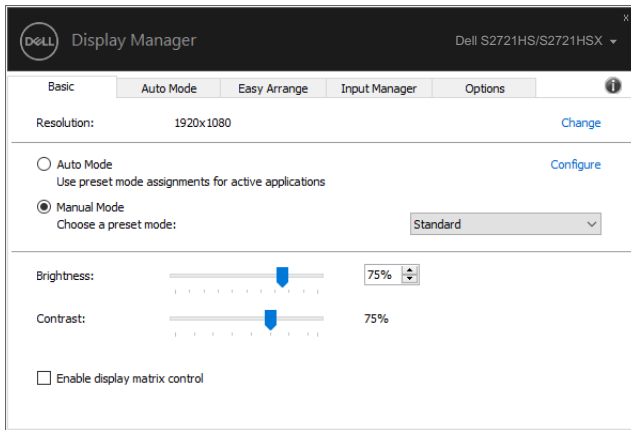 x
DELL Display Manager Dell S2721HS/S2721HSX
Basic Auto Mode Easy Arrange Input Manager Options i
Resolution: 1920x1080 Change
Auto Mode Configure
Use preset mode assignments for active applications
Manual Mode
Choose a preset mode: Standard
Brightness: 75%
Contrast: 75%
Enable display matrix control